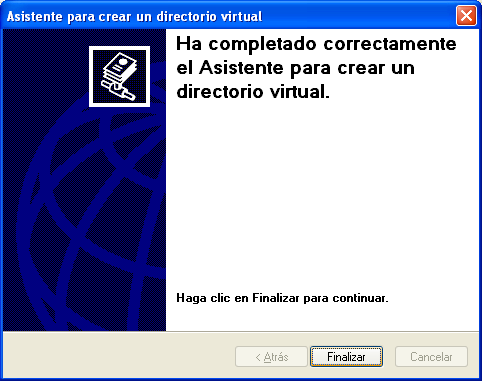 Asistente para crear un directorio virtual
Ha completado correctamente
el Asistente para crear un
directorio virtual.
Haga clic en Finalizar para continuar.
< Atrás
Finalizar
Cancelar